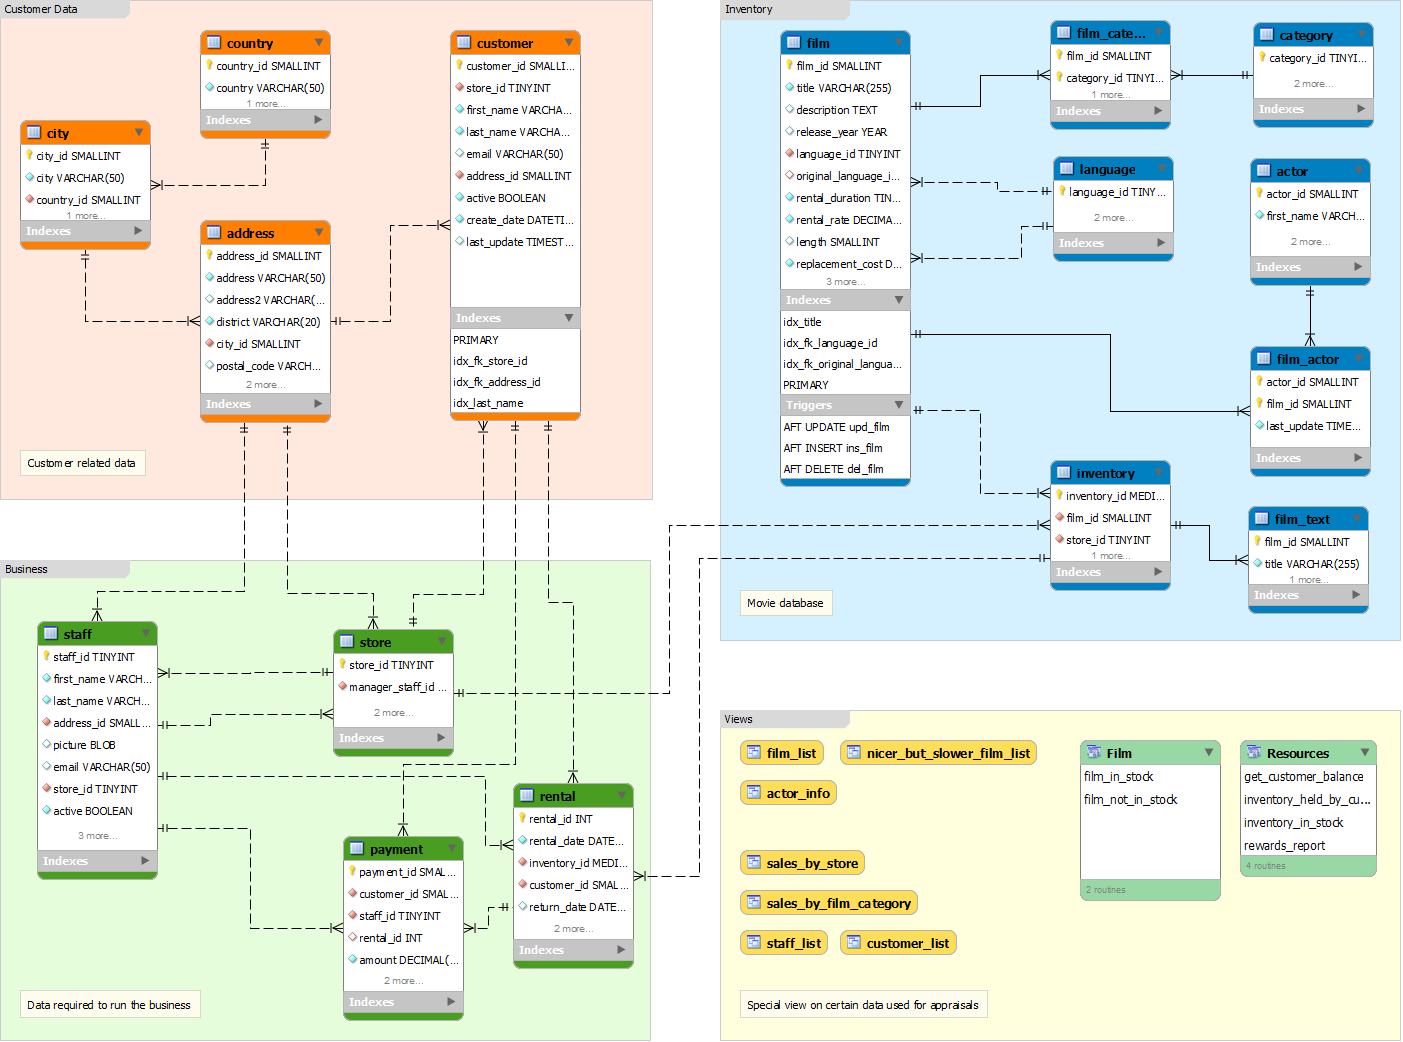 Customer Data
country
country_id SMALLINT
country VARCHAR(50)
1 more...
Indexes
customer
customer_id SMALLI...
store_id TINYINT
first_name VARCHA...
last_name VARCHA...
email VARCHAR(50)
address_id SMALLINT
active BOOLEAN
create_date DATETI...
last_update TIMEST...
Indexes
PRIMARY
idx_fk_store_id
idx_fk_address_id
idx_last_name
city
city_id SMALLINT
city VARCHAR(50)
country_id SMALLINT
1 more...
Indexes
address
address_id SMALLINT
address VARCHAR(50)
address2 VARCHAR(...
district VARCHAR(20)
city_id SMALLINT
postal_code VARCH...
2 more...
Indexes
Customer related data
Inventory
film
film_id SMALLINT
title VARCHAR(255)
description TEXT
release_year YEAR
language_id TINYINT
original_language_i...
rental_duration TIN...
rental_rate DECIMA...
length SMALLINT
replacement_cost D...
3 more...
Indexes
idx_title
idx_fk_language_id
idx_fk_original_langua...
PRIMARY
Triggers
AFT UPDATE upd_film
AFT INSERT ins_film
AFT DELETE del_film
film_cate...
film_id SMALLINT
category_id TINYI...
1 more...
Indexes
category
category_id TINYI...
2 more...
Indexes
language
language_id TINY...
2 more...
Indexes
actor
actor_id SMALLINT
first_name VARCH...
2 more...
Indexes
film_actor
actor_id SMALLINT
film_id SMALLINT
last_update TIME...
Indexes
inventory
inventory_id MEDI...
film_id SMALLINT
store_id TINYINT
1 more...
Indexes
film_text
film_id SMALLINT
title VARCHAR(255)
1 more...
Indexes
Movie database
Business
staff
staff_id TINYINT
first_name VARCH...
last_name VARCH...
address_id SMALL...
picture BLOB
email VARCHAR(50)
store_id TINYINT
active BOOLEAN
3 more...
Indexes
store
store_id TINYINT
manager_staff_id ...
2 more...
Indexes
payment
payment_id SMAL...
customer_id SMAL...
staff_id TINYINT
rental_id INT
amount DECIMAL(...
2 more...
Indexes
rental
rental_id INT
rental_date DATE...
inventory_id MEDI...
customer_id SMAL...
return_date DATE...
2 more...
Indexes
Data required to run the business
Views
film_list
nicer_but_slower_film_list
actor_info
sales_by_store
sales_by_film_category
staff_list
customer_list
Film
film_in_stock
film_not_in_stock
2 routines
Resources
get_customer_balance
inventory_held_by_cu...
inventory_in_stock
rewards_report
4 routines
Special view on certain data used for appraisals